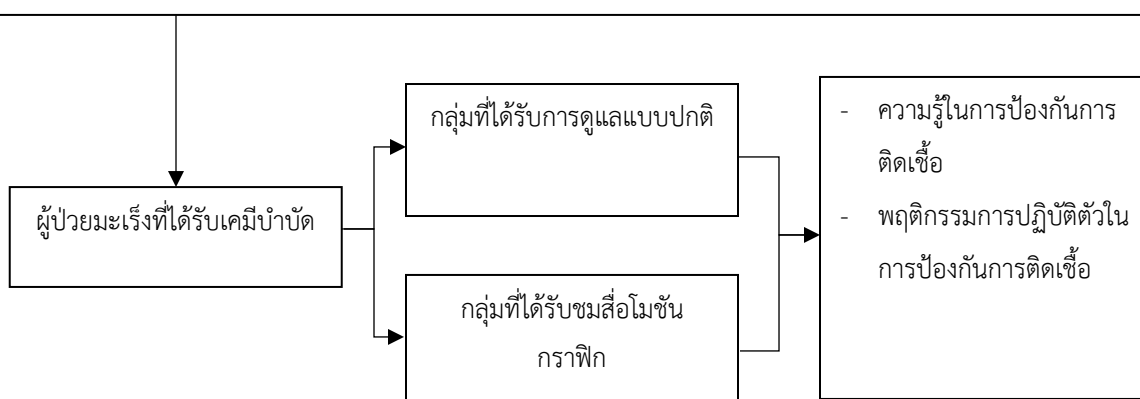 ผู้ป่วยมะเร็งที่ได้รับเคมีบำบัด
กลุ่มที่ได้รับการดูแลแบบปกติ
กลุ่มที่ได้รับชมสื่อโมชัน
กราฟิก
- ความรู้ในการป้องกันการ
ติดเชื้อ
- พฤติกรรมการปฏิบัติตัวใน
การป้องกันการติดเชื้อ